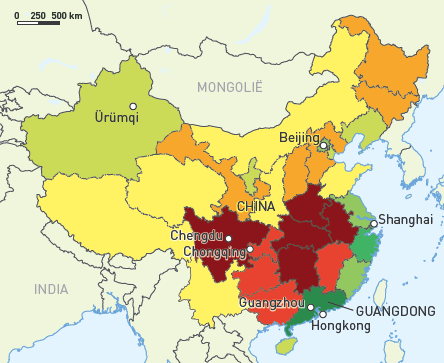 0 250 500 km
MONGOLIË
Ürümqi
Beijing
CHINA
Shanghai
Chengdu
Chongqing
INDIA
Guangzhou
GUANGDONG
Hongkong